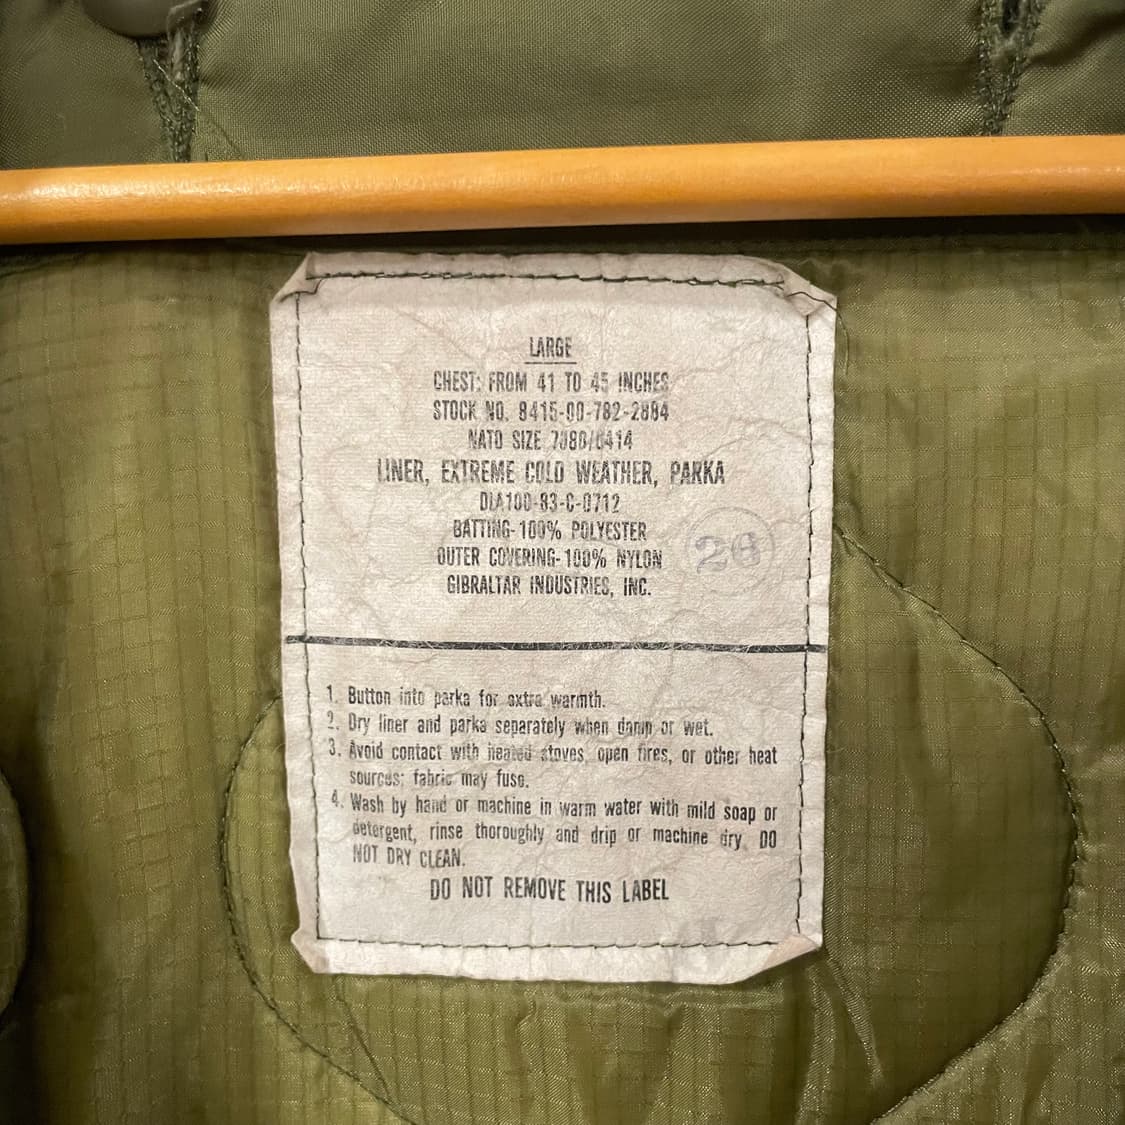 LARGE
CHEST: FROM 41 TO 45 INCHES
STOCK NO. 8415-00-782-2884
NATO SIZE
LINER, EXTREME COLD WEATHER, PARKA
DLA100-83-C-0712
BATTING-100% POLYESTER
OUTER COVERING-100% NYLON
26
GIBRALTAR INDUSTRIES, INC.
1. Button into parka for extra warmth.
2. Dry liner and parka separately when damp or wet.
3. Avoid contact with heated stoves, open fires, or other heat
sources; fabric may fuse.
4. Wash by hand or machine in warm water with mild soap or
detergent, rinse thoroughly and drip or machine dry. DO
NOT DRY CLEAN.
DO NOT REMOVE THIS LABEL